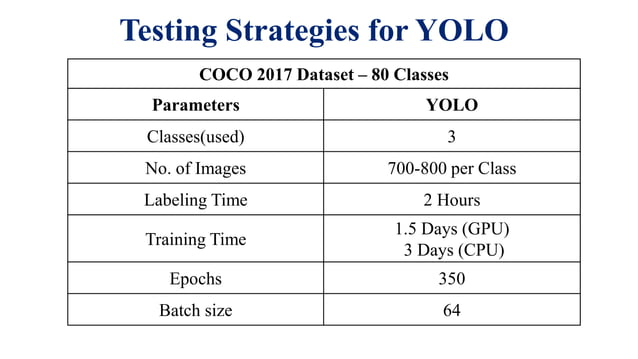 Testing Strategies for YOLO
COCO 2017 Dataset – 80 Classes
Parameters YOLO
Classes(used) 3
No. of Images 700-800 per Class
Labeling Time 2 Hours
Training Time 1.5 Days (GPU)
3 Days (CPU)
Epochs 350
Batch size 64